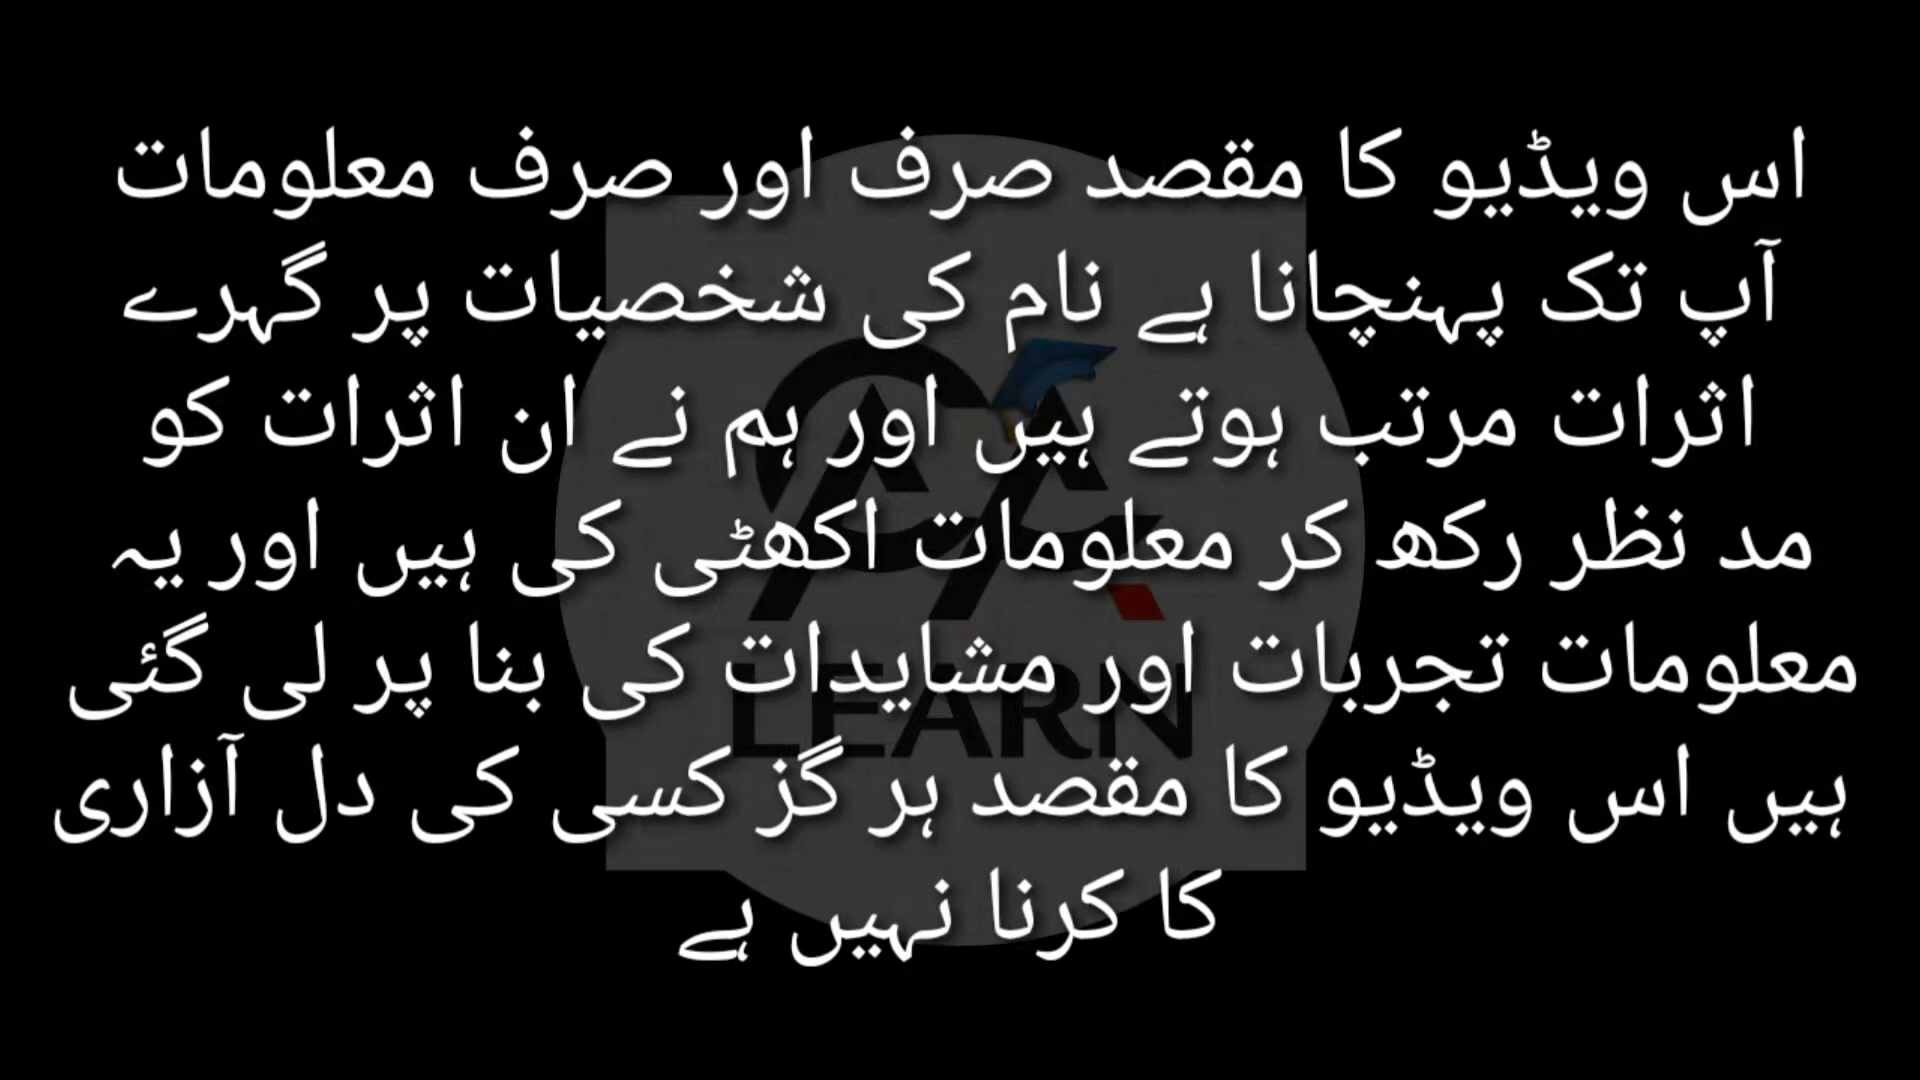 اس ویڈیو کا مقصد صرف اور صرف معلومات
آپ تک پہنچانا ہے نام کی شخصیات پر گہرے
اثرات مرتب ہوتے ہیں اور ہم نے ان اثرات کو
مد نظر رکھ کر معلومات اکھٹی کی ہیں اور یہ
معلومات تجربات اور مشایدات کی بنا پر لی گئی
ہیں اس ویڈیو کا مقصد ہر گز کسی کی دل آزاری
کا کرنا نہیں ہے
LEARN